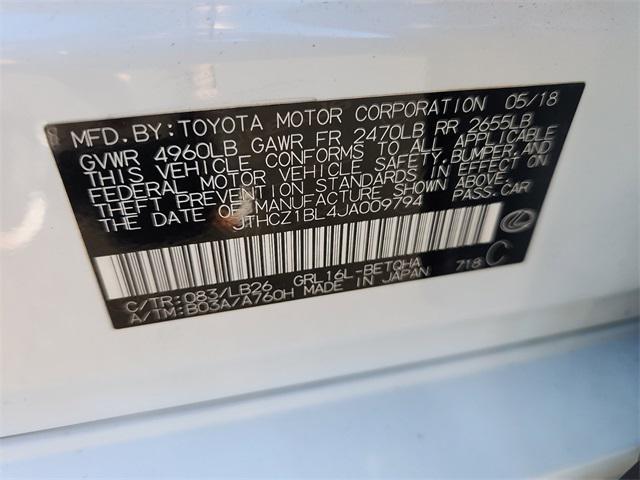 MFD. BY: TOYOTA MOTOR CORPORATION 05/18
GVWR 4960LB GAWR FR 2470LB RR 2655LB
THIS VEHICLE CONFORMS TO ALL APPLICABLE
FEDERAL MOTOR VEHICLE SAFETY, BUMPER, AND
THEFT PREVENTION STANDARDS IN EFFECT ON
THE DATE OF MANUFACTURE SHOWN ABOVE.
JTHCZ1BL4JA009794 PASS. CAR
C/TR: 083/LB26 GRL16L-BETQHA 718 C
A/TM: B03A/A760H MADE IN JAPAN